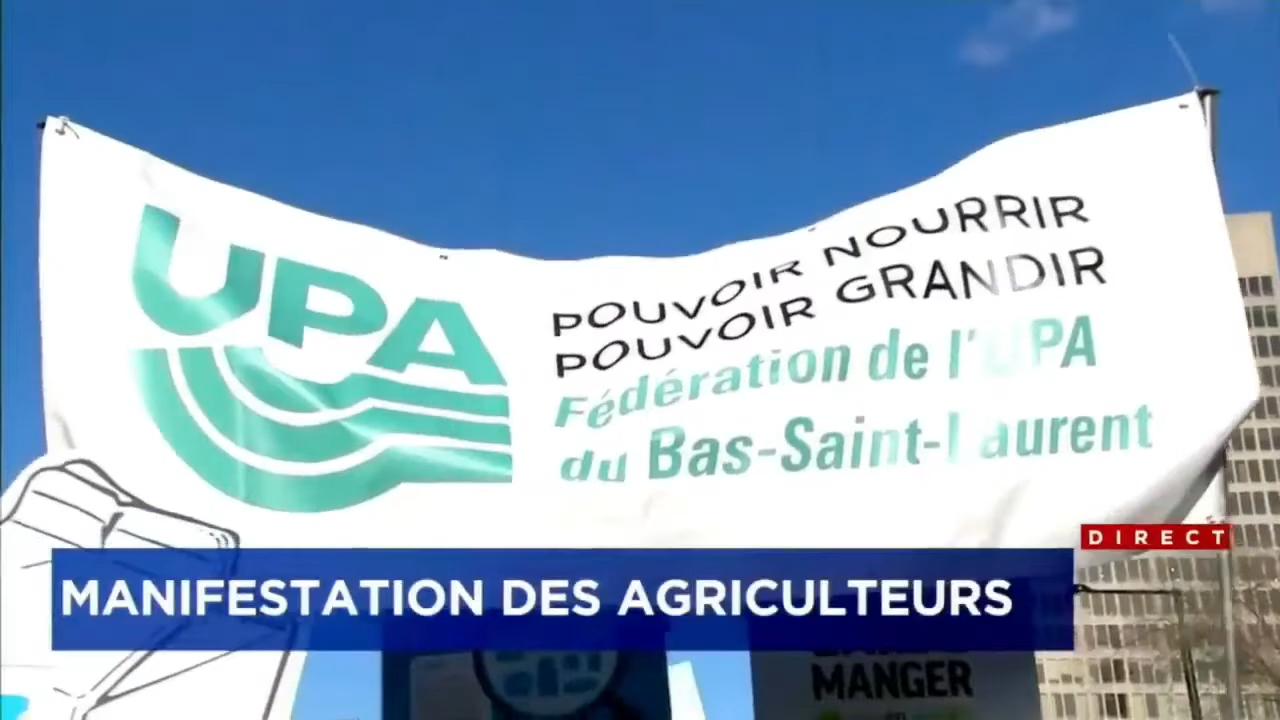 UPA
POUVOIR NOURRIR
POUVOIR GRANDIR
Fédération de l'UPA
du Bas-Saint-Laurent
DIRECT
MANIFESTATION DES AGRICULTEURS
MANGER